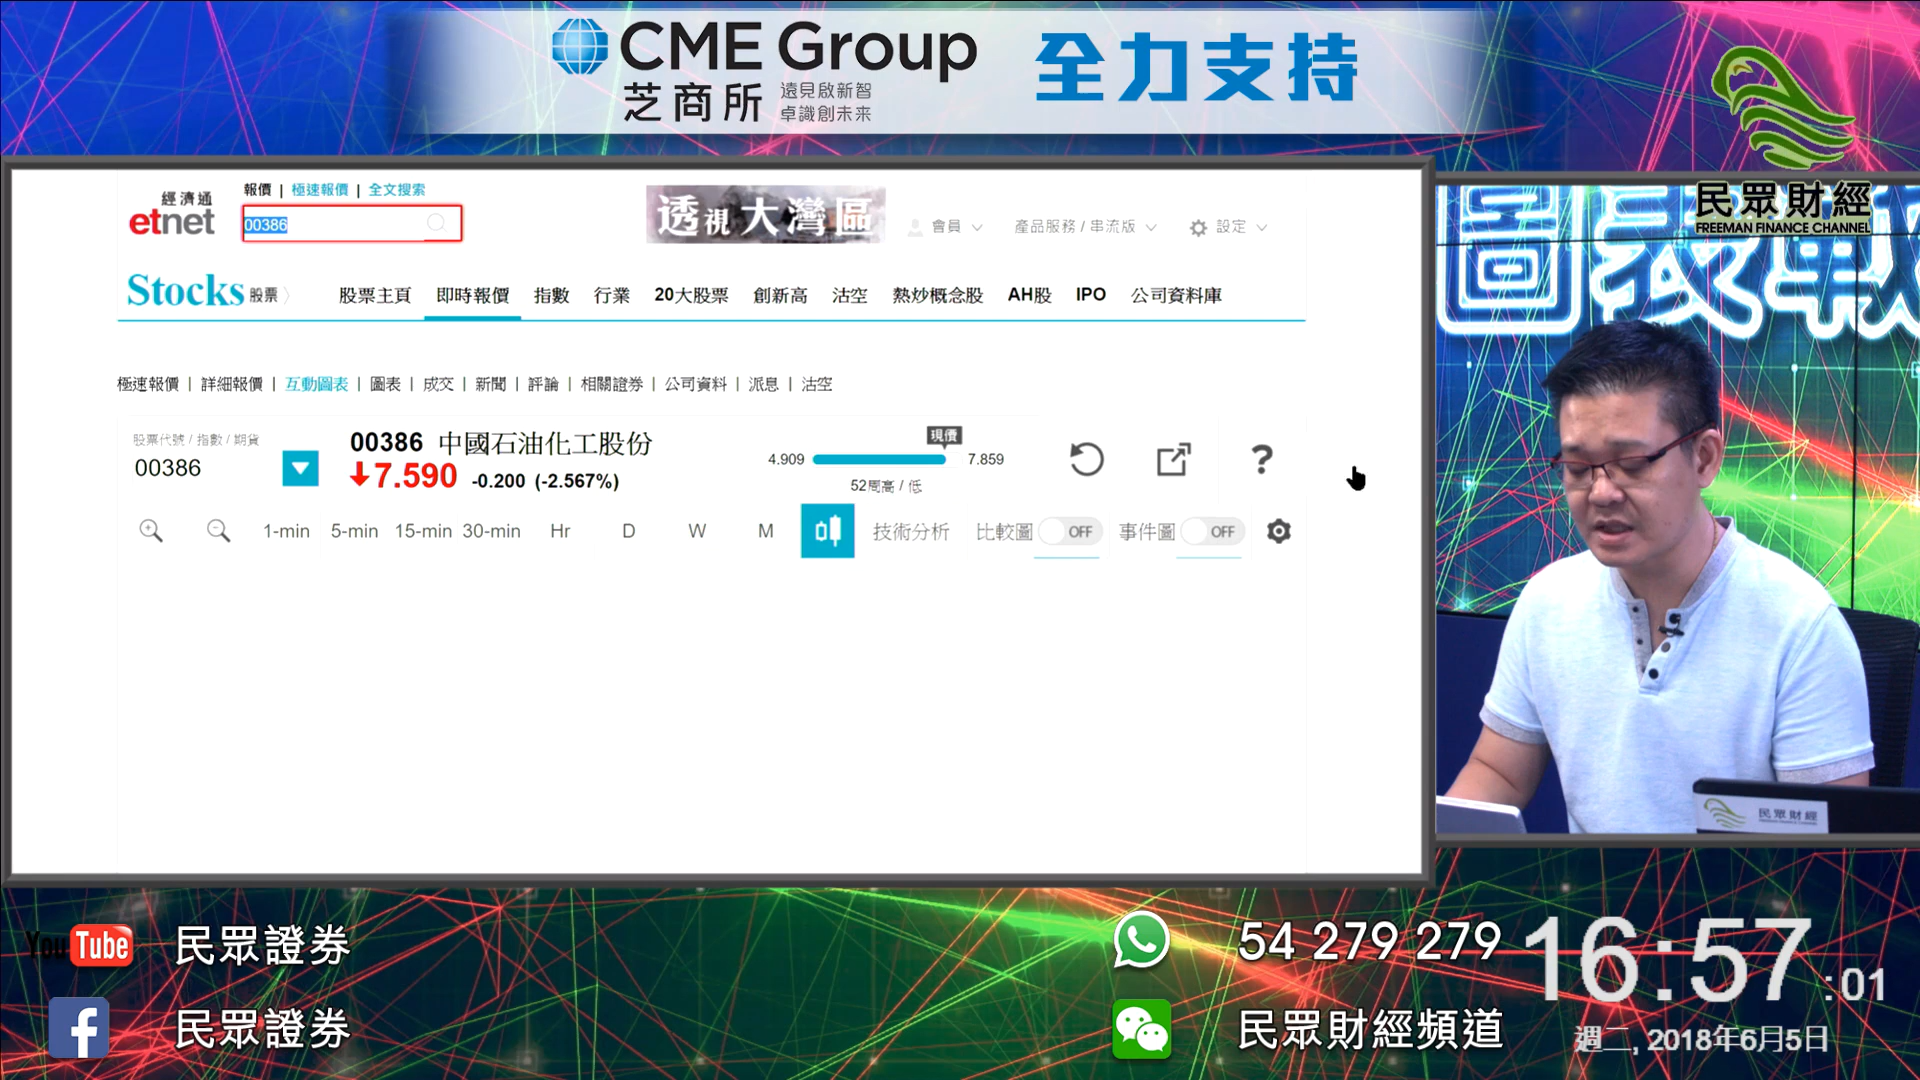 CME Group
芝商所
遠見啟新智
卓識創未来
全力支持
民眾財經
FREEMAN FINANCE CHANNEL
經濟通
etnet
報價 | 極速報價 | 全文搜索
00386
透視大灣區
會員
產品服務 / 串流版
設定
Stocks 股票
股票主頁 即時報價 指數 行業 20大股票 創新高 沽空 熱炒概念股 AH股 IPO 公司資料庫
極速報價 | 詳細報價 | 互動圖表 | 圖表 | 成交 | 新聞 | 評論 | 相關證券 | 公司資料 | 派息 | 沽空
股票代號 / 指數 / 期貨
00386
00386 中國石油化工股份
7.590 -0.200 (-2.567%)
現價
4.909 7.859
52周高 / 低
?
1-min 5-min 15-min 30-min Hr D W M 技術分析 比較圖 OFF 事件圖 OFF
圖表戰
民眾財經
YouTube 民眾證券
f 民眾證券
54 279 279
民眾財經頻道
16:57:01
週二, 2018年6月5日